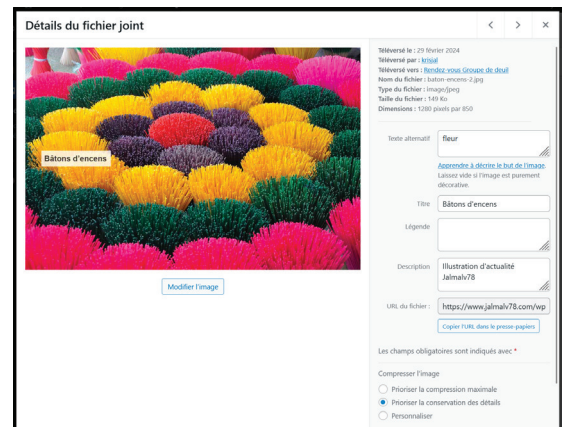 Détails du fichier joint
Bâtons d'encens
Modifier l'image
Téléversé le : 29 février 2024
Téléversé par : krisjal
Téléversé vers : Rendez-vous Groupe de deuil
Nom du fichier : baton-encens-2.jpg
Type du fichier : image/jpeg
Taille du fichier : 149 Ko
Dimensions : 1280 pixels par 850
Texte alternatif
fleur
Apprendre à décrire le but de l'image.
Laissez vide si l'image est purement
décorative.
Titre
Bâtons d'encens
Légende
Description
Illustration d'actualité
Jalmalv78
URL du fichier :
https://www.jalmalv78.com/wp
Copier l'URL dans le presse-papiers
Les champs obligatoires sont indiqués avec *
Compresser l'image
Prioriser la compression maximale
Prioriser la conservation des détails
Personnaliser